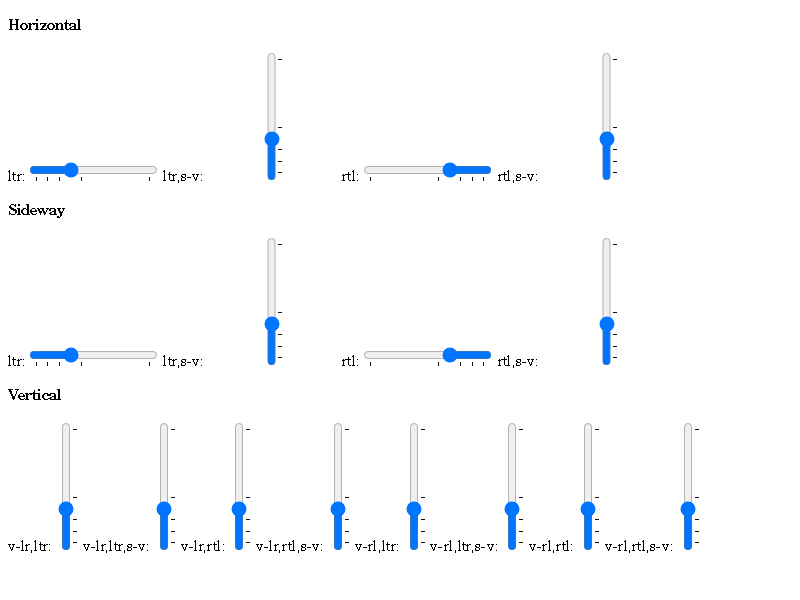 Horizontal
ltr: ltr,s-v: rtl: rtl,s-v:
Sideway
ltr: ltr,s-v: rtl: rtl,s-v:
Vertical
v-lr,ltr: v-lr,ltr,s-v: v-lr,rtl: v-lr,rtl,s-v: v-rl,ltr: v-rl,ltr,s-v: v-rl,rtl: v-rl,rtl,s-v: